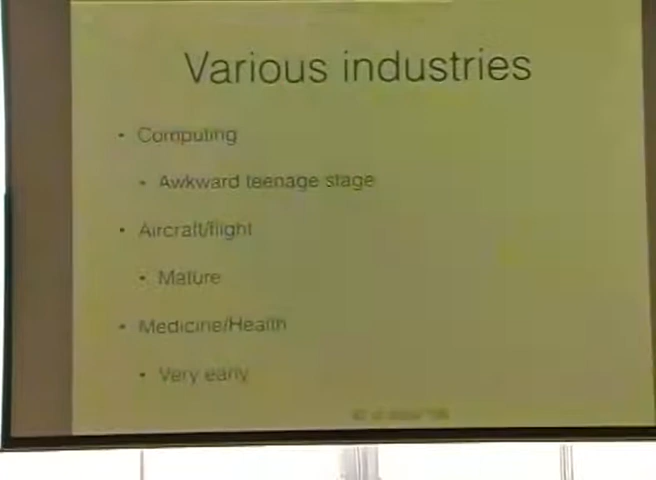 Various industries
• Computing
• Awkward teenage stage
• Aircraft/flight
• Mature
• Medicine/Health
• Very early